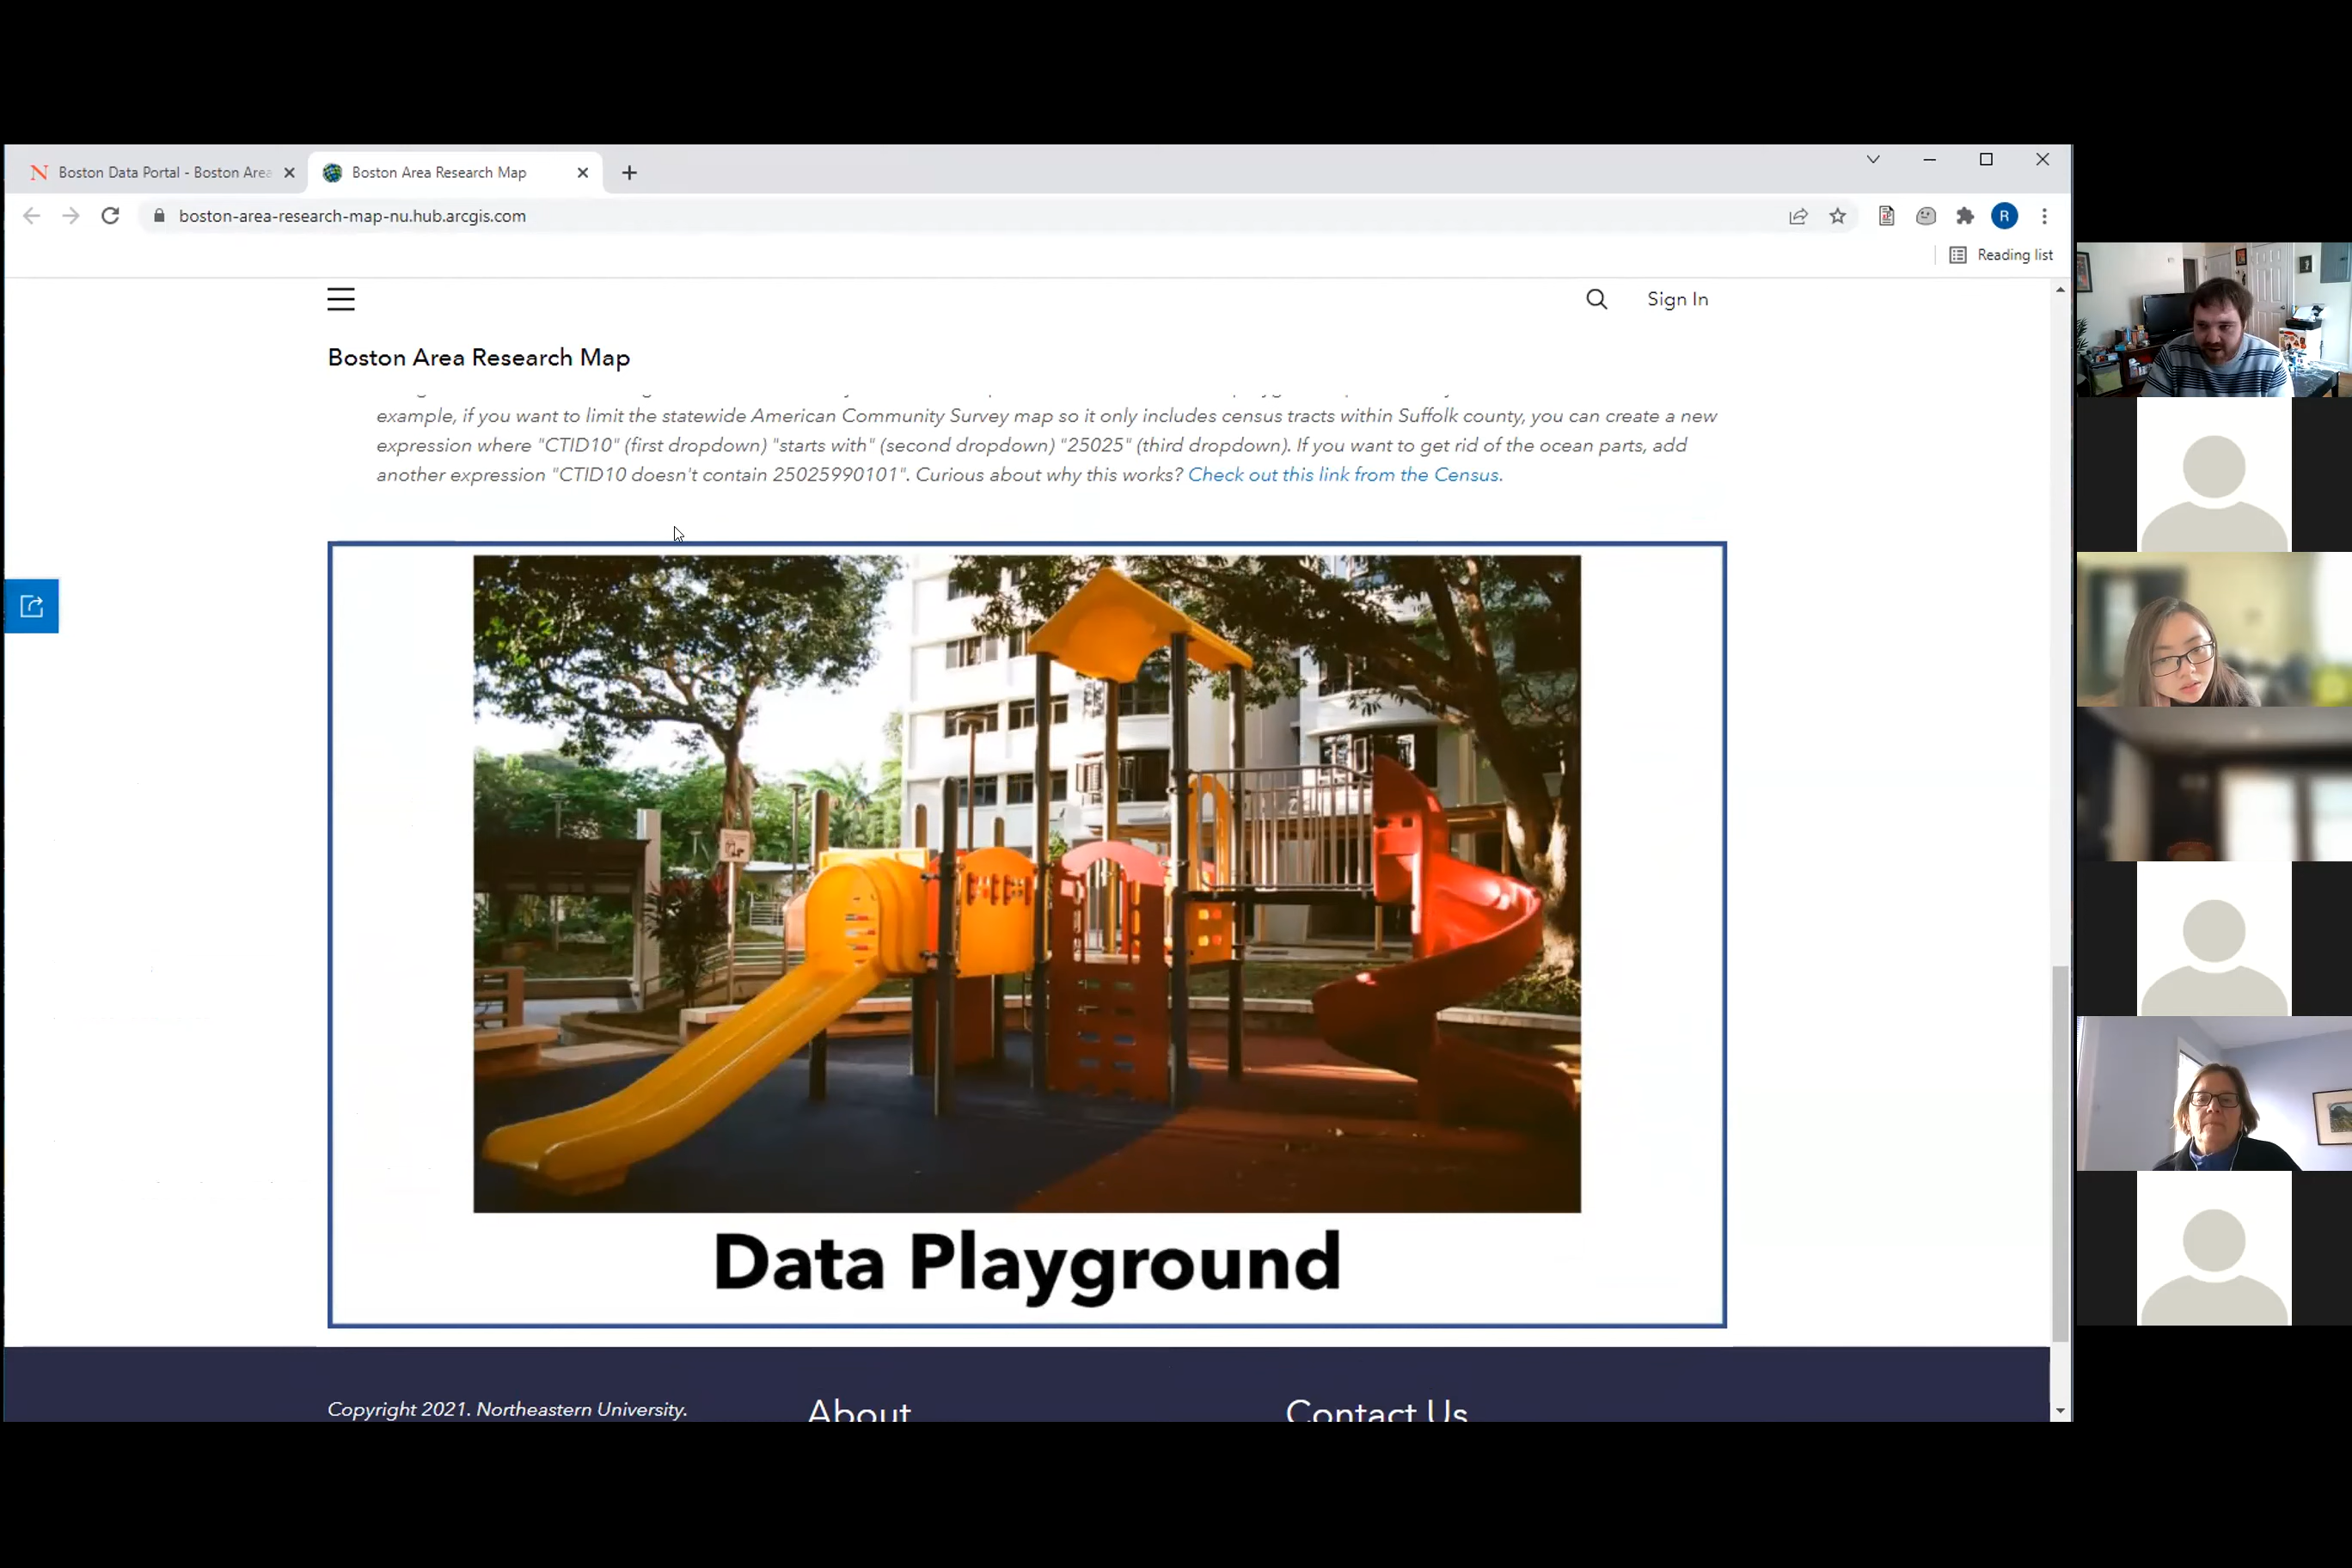 Boston Data Portal - Boston Area
Boston Area Research Map
boston-area-research-map-nu.hub.arcgis.com
R
Reading list
Sign In
Boston Area Research Map
example, if you want to limit the statewide American Community Survey map so it only includes census tracts within Suffolk county, you can create a new
expression where "CTID10" (first dropdown) "starts with" (second dropdown) "25025" (third dropdown). If you want to get rid of the ocean parts, add
another expression "CTID10 doesn't contain 25025990101". Curious about why this works? Check out this link from the Census.
Data Playground
Copyright 2021. Northeastern University.
About
Contact Us